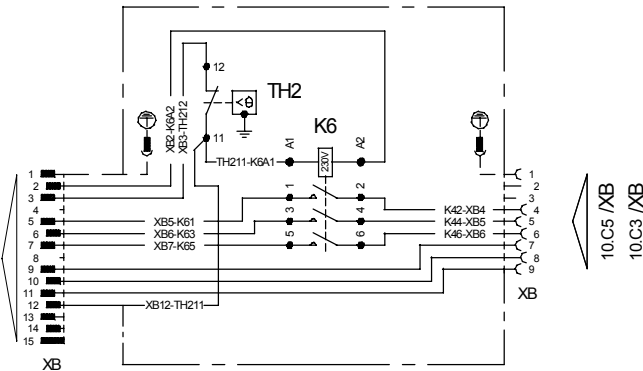 12
TH2
<θ
11
XB2-K6A2
XB3-TH212
K6
TH211-K6A1
A1
230V
A2
1
2
3
4
5
6
7
8
9
10
11
12
13
14
15
XB
XB5-K61
XB6-K63
XB7-K65
XB12-TH211
1
2
3
4
5
6
K42-XB4
K44-XB5
K46-XB6
1
2
3
4
5
6
7
8
9
XB
10.C5 /XB
10.C3 /XB